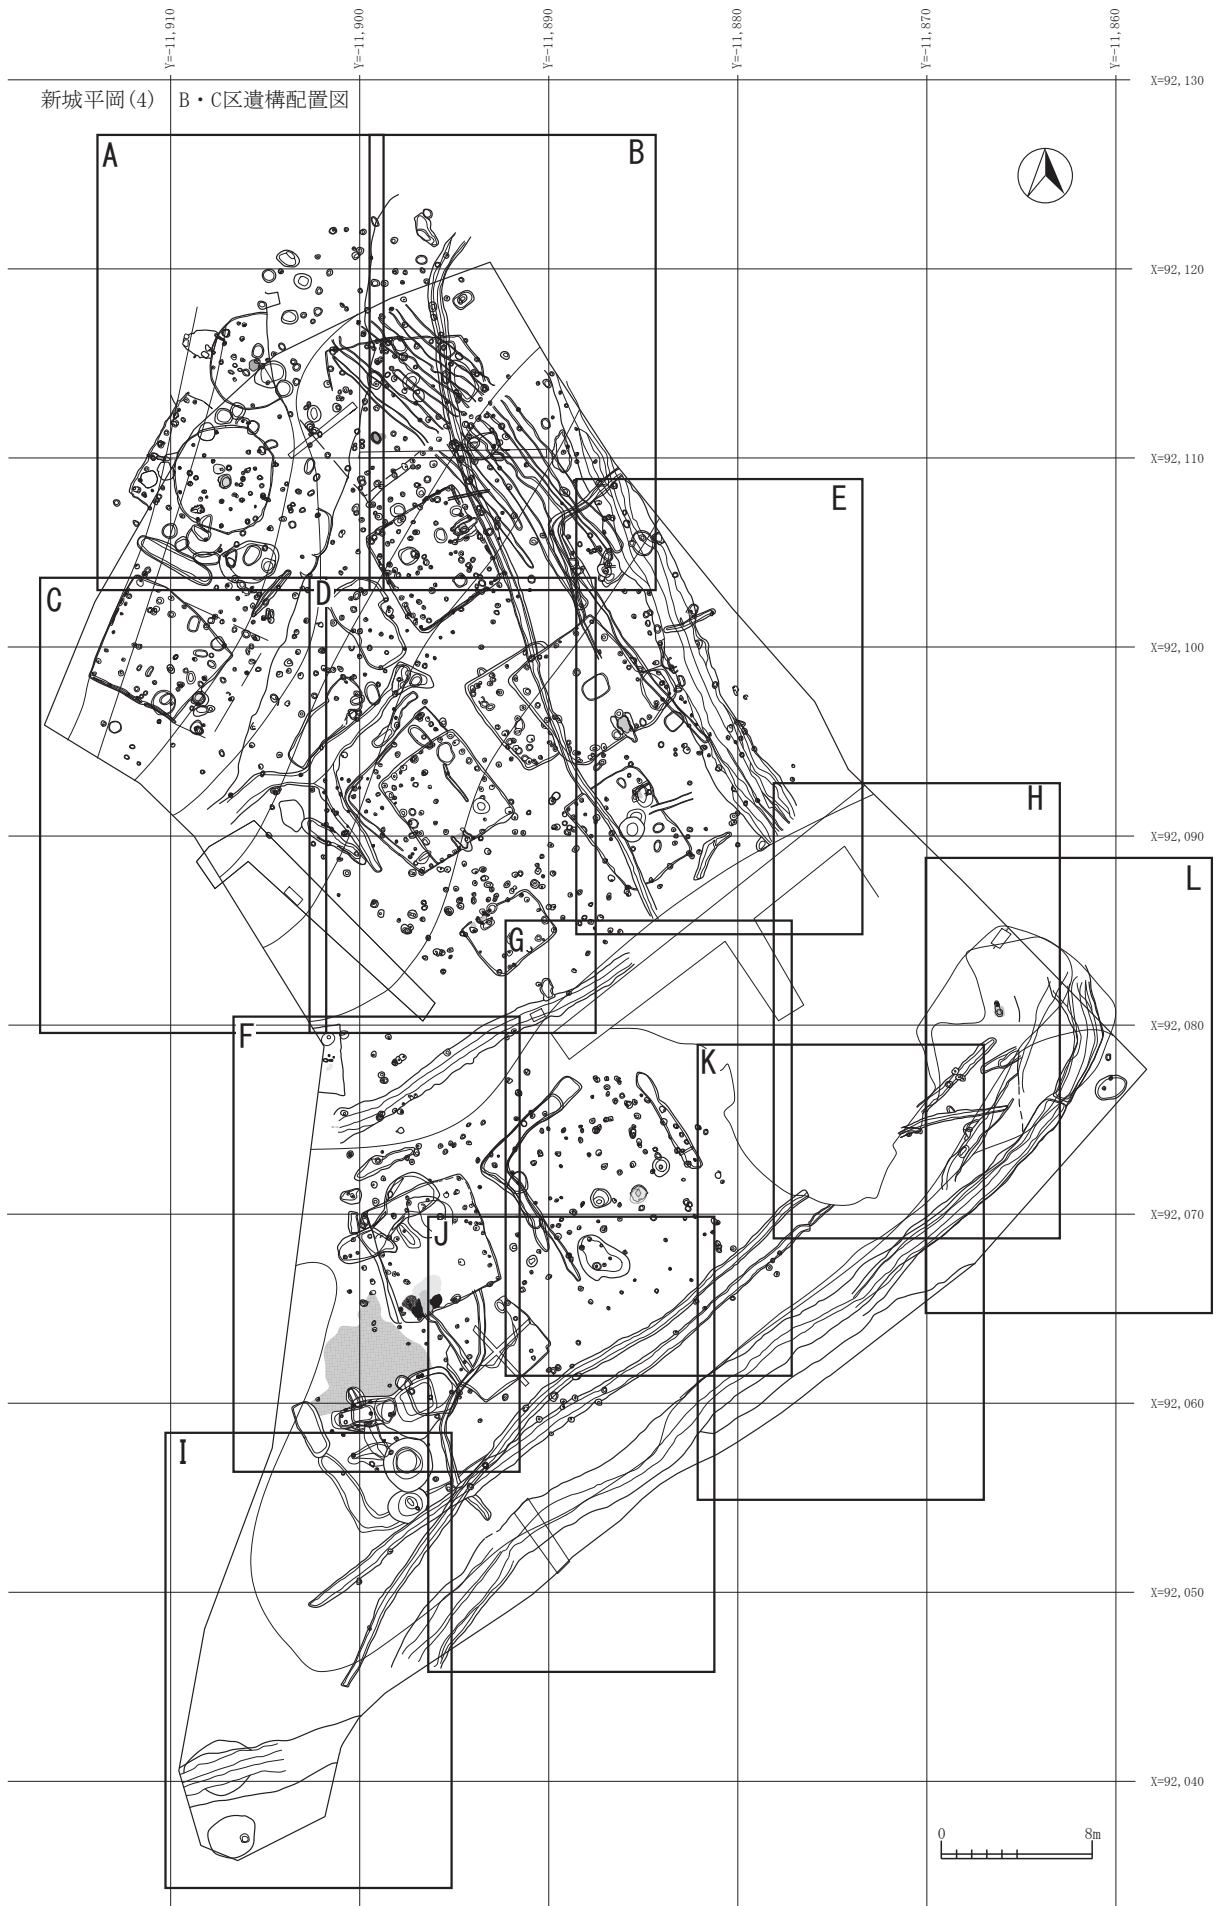 Y=-11,910
Y=-11,900
Y=-11,890
Y=-11,880
Y=-11,870
Y=-11,860
X=92,130
新城平岡(4) B・C区遺構配置図
A
B
X=92,120
X=92,110
E
C
D
X=92,100
H
X=92,090
L
G
X=92,080
F
K
X=92,070
J
X=92,060
I
X=92,050
X=92,040
0 8m